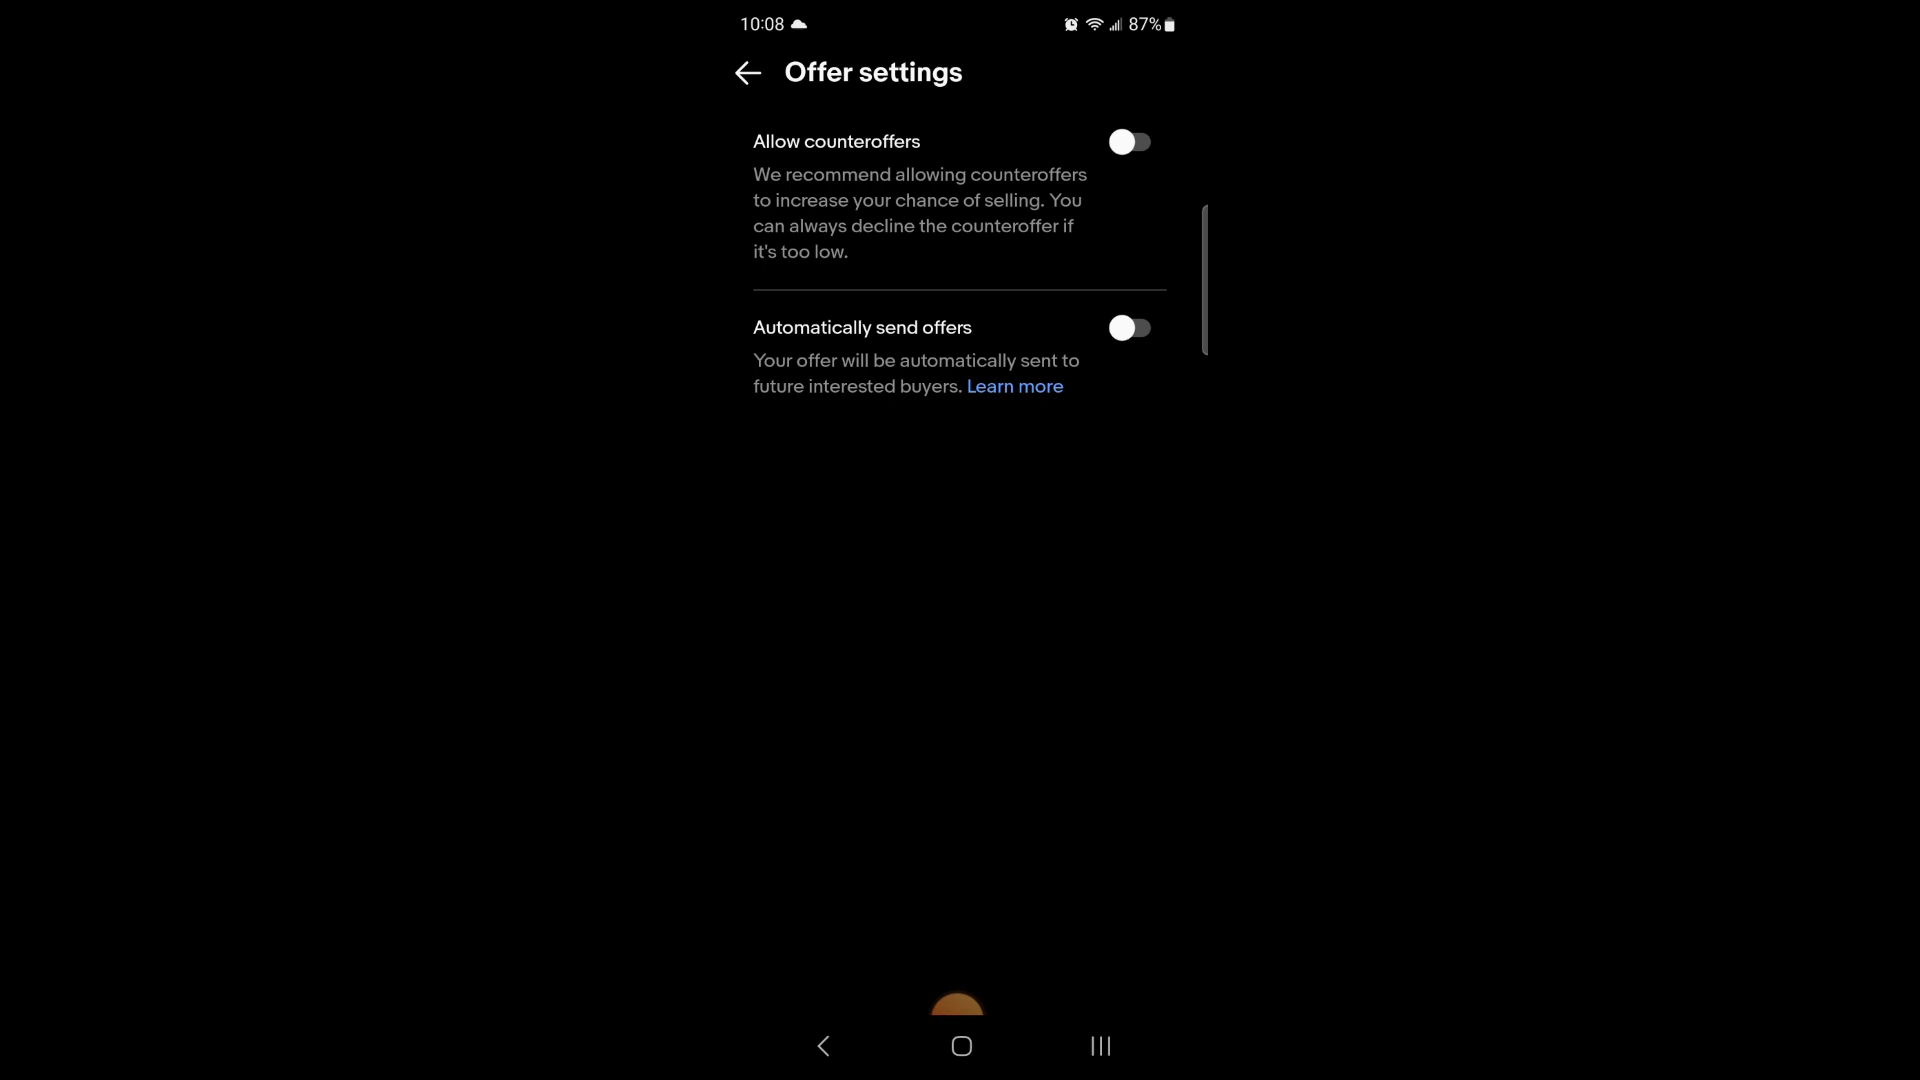 10:08
87%
Offer settings
Allow counteroffers
We recommend allowing counteroffers
to increase your chance of selling. You
can always decline the counteroffer if
it's too low.
Automatically send offers
Your offer will be automatically sent to
future interested buyers. Learn more